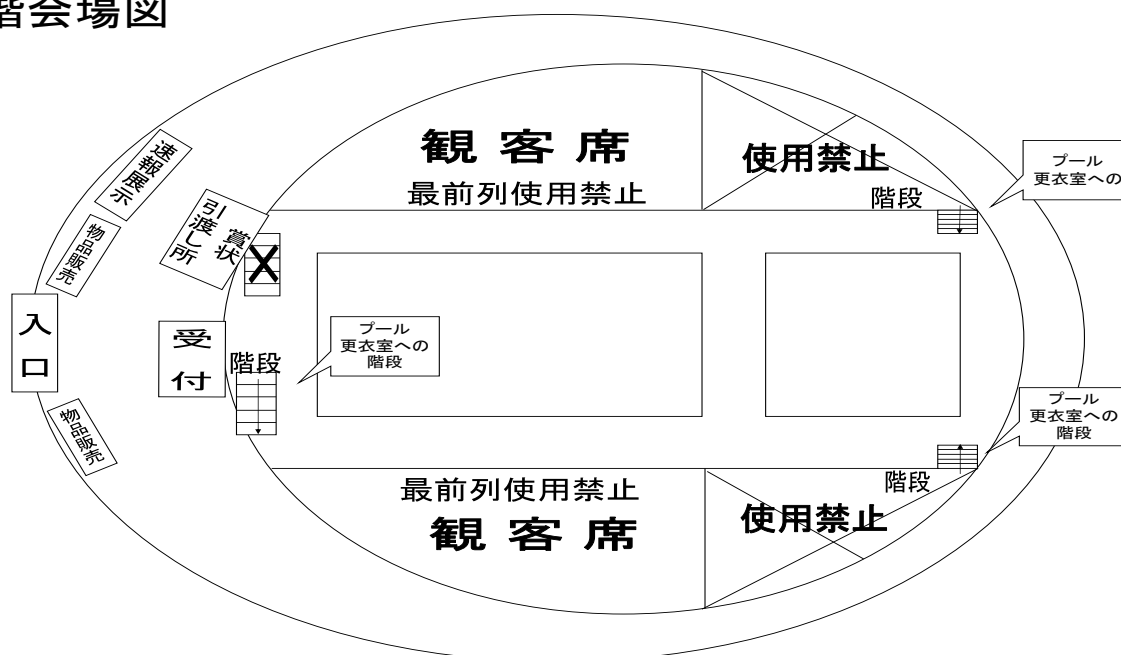 階会場図
速報展示
物品販売
賞状
引渡し所
入口
受付
物品販売
階段
プール
更衣室への
階段
観客席
最前列使用禁止
使用禁止
階段
プール
更衣室への
プール
更衣室への
階段
階段
最前列使用禁止
観客席
使用禁止